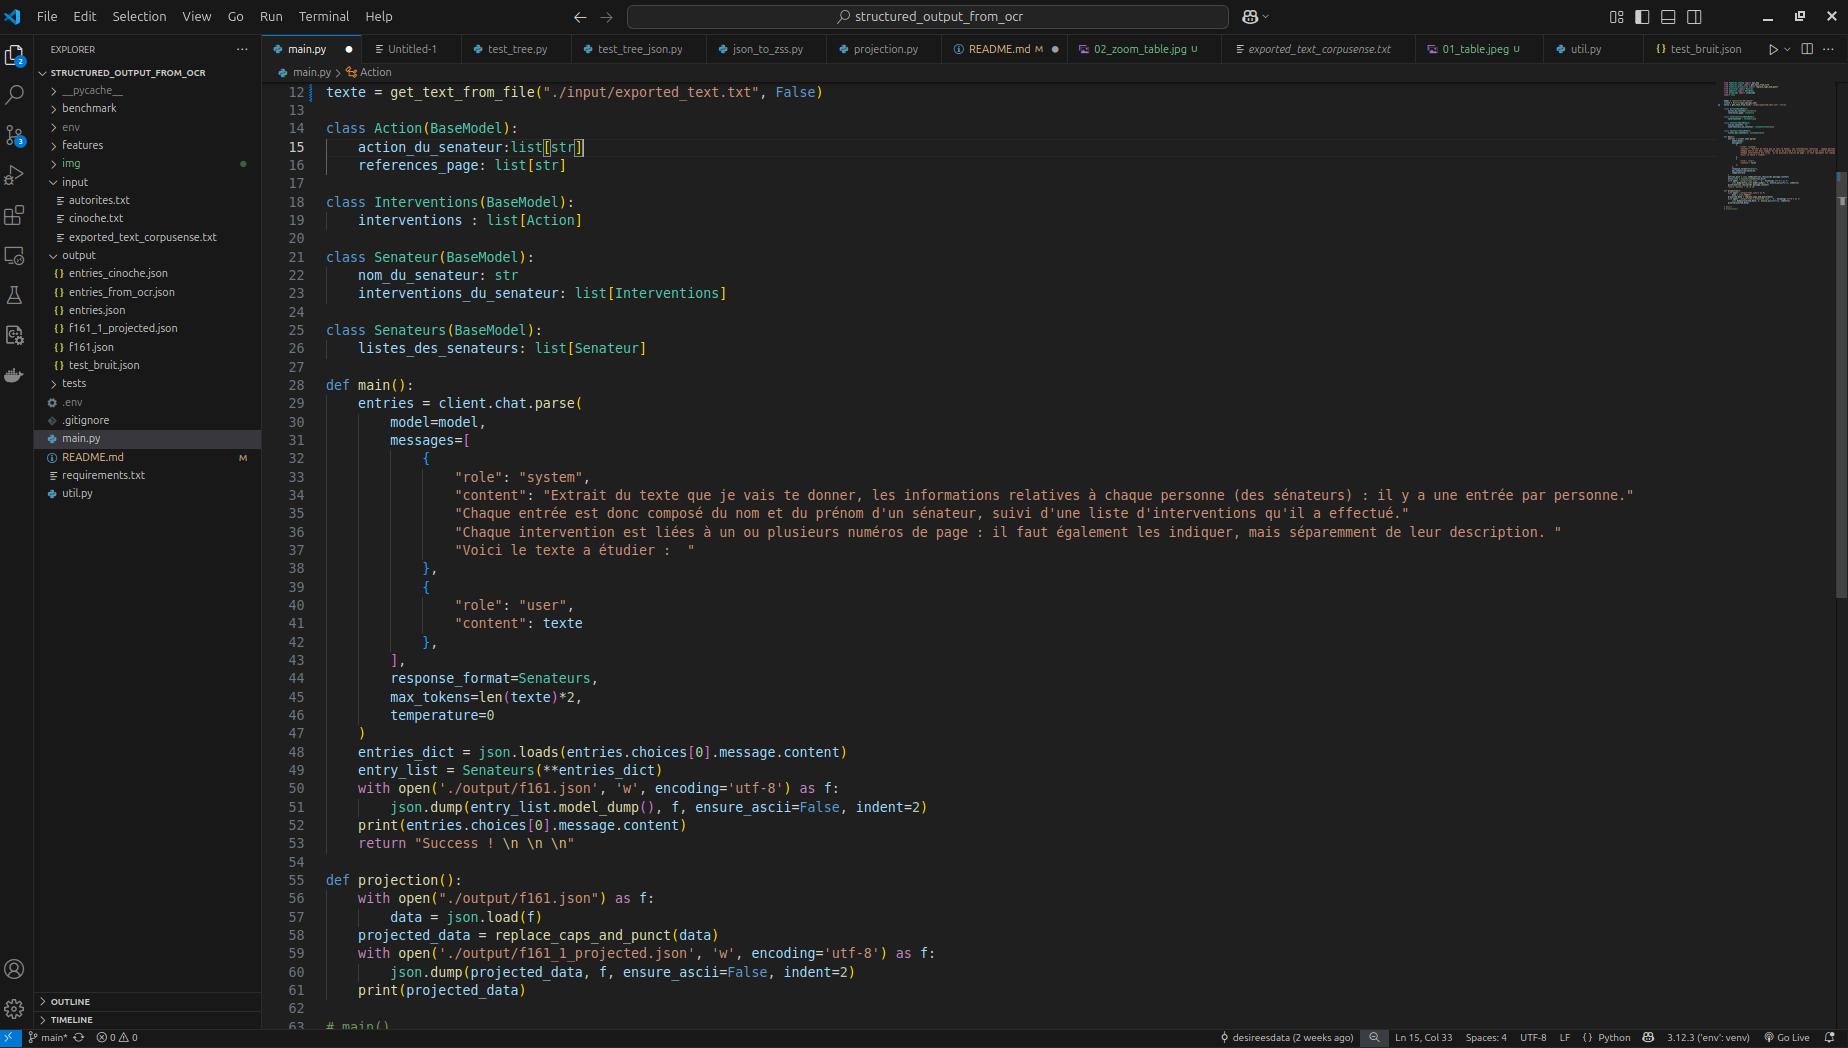 File Edit Selection View Go Run Terminal Help
structured_output_from_ocr
EXPLORER
main.py
Untitled-1
test_tree.py
test_tree_json.py
json_to_zss.py
projection.py
README.md M
02_zoom_table.jpg U
exported_text_corpusense.txt
01_table.jpeg U
util.py
test_bruit.json
main.py > Action
STRUCTURED_OUTPUT_FROM_OCR
__pycache__
benchmark
env
features
img
input
autorites.txt
cinoche.txt
exported_text_corpusense.txt
output
entries_cinoche.json
entries_from_ocr.json
entries.json
f161_1_projected.json
f161.json
test_bruit.json
tests
.env
.gitignore
main.py
README.md M
requirements.txt
util.py
OUTLINE
TIMELINE
2
3
12 texte = get_text_from_file("./input/exported_text.txt", False)
13
14 class Action(BaseModel):
15 action_du_senateur:list[str]
16 references_page: list[str]
17
18 class Interventions(BaseModel):
19 interventions : list[Action]
20
21 class Senateur(BaseModel):
22 nom_du_senateur: str
23 interventions_du_senateur: list[Interventions]
24
25 class Senateurs(BaseModel):
26 listes_des_senateurs: list[Senateur]
27
28 def main():
29 entries = client.chat.parse(
30 model=model,
31 messages=[
32 {
33 "role": "system",
34 "content": "Extrait du texte que je vais te donner, les informations relatives à chaque personne (des sénateurs) : il y a une entrée par personne."
35 "Chaque entrée est donc composé du nom et du prénom d'un sénateur, suivi d'une liste d'interventions qu'il a effectué."
36 "Chaque intervention est liées à un ou plusieurs numéros de page : il faut également les indiquer, mais séparemment de leur description. "
37 "Voici le texte a étudier :  "
38 },
39 {
40 "role": "user",
41 "content": texte
42 },
43 ],
44 response_format=Senateurs,
45 max_tokens=len(texte)*2,
46 temperature=0
47 )
48 entries_dict = json.loads(entries.choices[0].message.content)
49 entry_list = Senateurs(**entries_dict)
50 with open('./output/f161.json', 'w', encoding='utf-8') as f:
51 json.dump(entry_list.model_dump(), f, ensure_ascii=False, indent=2)
52 print(entries.choices[0].message.content)
53 return "Success ! \n \n \n"
54
55 def projection():
56 with open("./output/f161.json") as f:
57 data = json.load(f)
58 projected_data = replace_caps_and_punct(data)
59 with open('./output/f161_1_projected.json', 'w', encoding='utf-8') as f:
60 json.dump(projected_data, f, ensure_ascii=False, indent=2)
61 print(projected_data)
62
63 # main()
main* 0 0 desireesdata (2 weeks ago) Ln 15, Col 33 Spaces: 4 UTF-8 LF {} Python 3.12.3 ('env': venv) Go Live